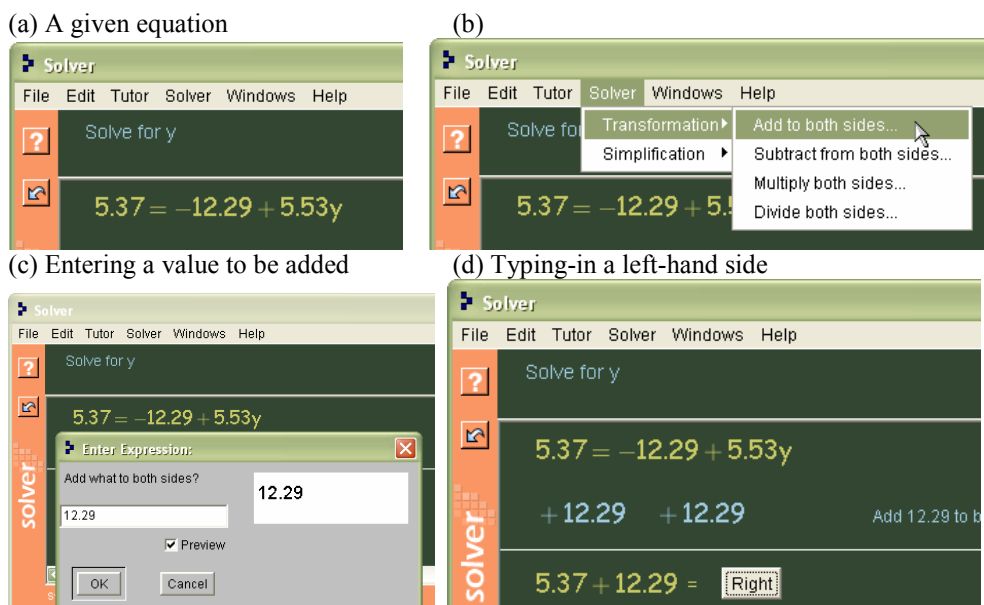 (a) A given equation
Solver
File Edit Tutor Solver Windows Help
?
Solve for y
5.37 = −12.29 + 5.53y
(b)
Solver
File Edit Tutor Solver Windows Help
?
Solve for
Transformation
Simplification
Add to both sides...
Subtract from both sides...
Multiply both sides...
Divide both sides...
5.37 = −12.29 + 5.5
(c) Entering a value to be added
Solver
File Edit Tutor Solver Windows Help
?
Solve for y
5.37 = −12.29 + 5.53y
solver
Enter Expression:
Add what to both sides?
12.29
12.29
Preview
OK Cancel
(d) Typing-in a left-hand side
Solver
File Edit Tutor Solver Windows Help
?
Solve for y
5.37 = −12.29 + 5.53y
+ 12.29 + 12.29
Add 12.29 to b
solver
5.37 + 12.29 = Right